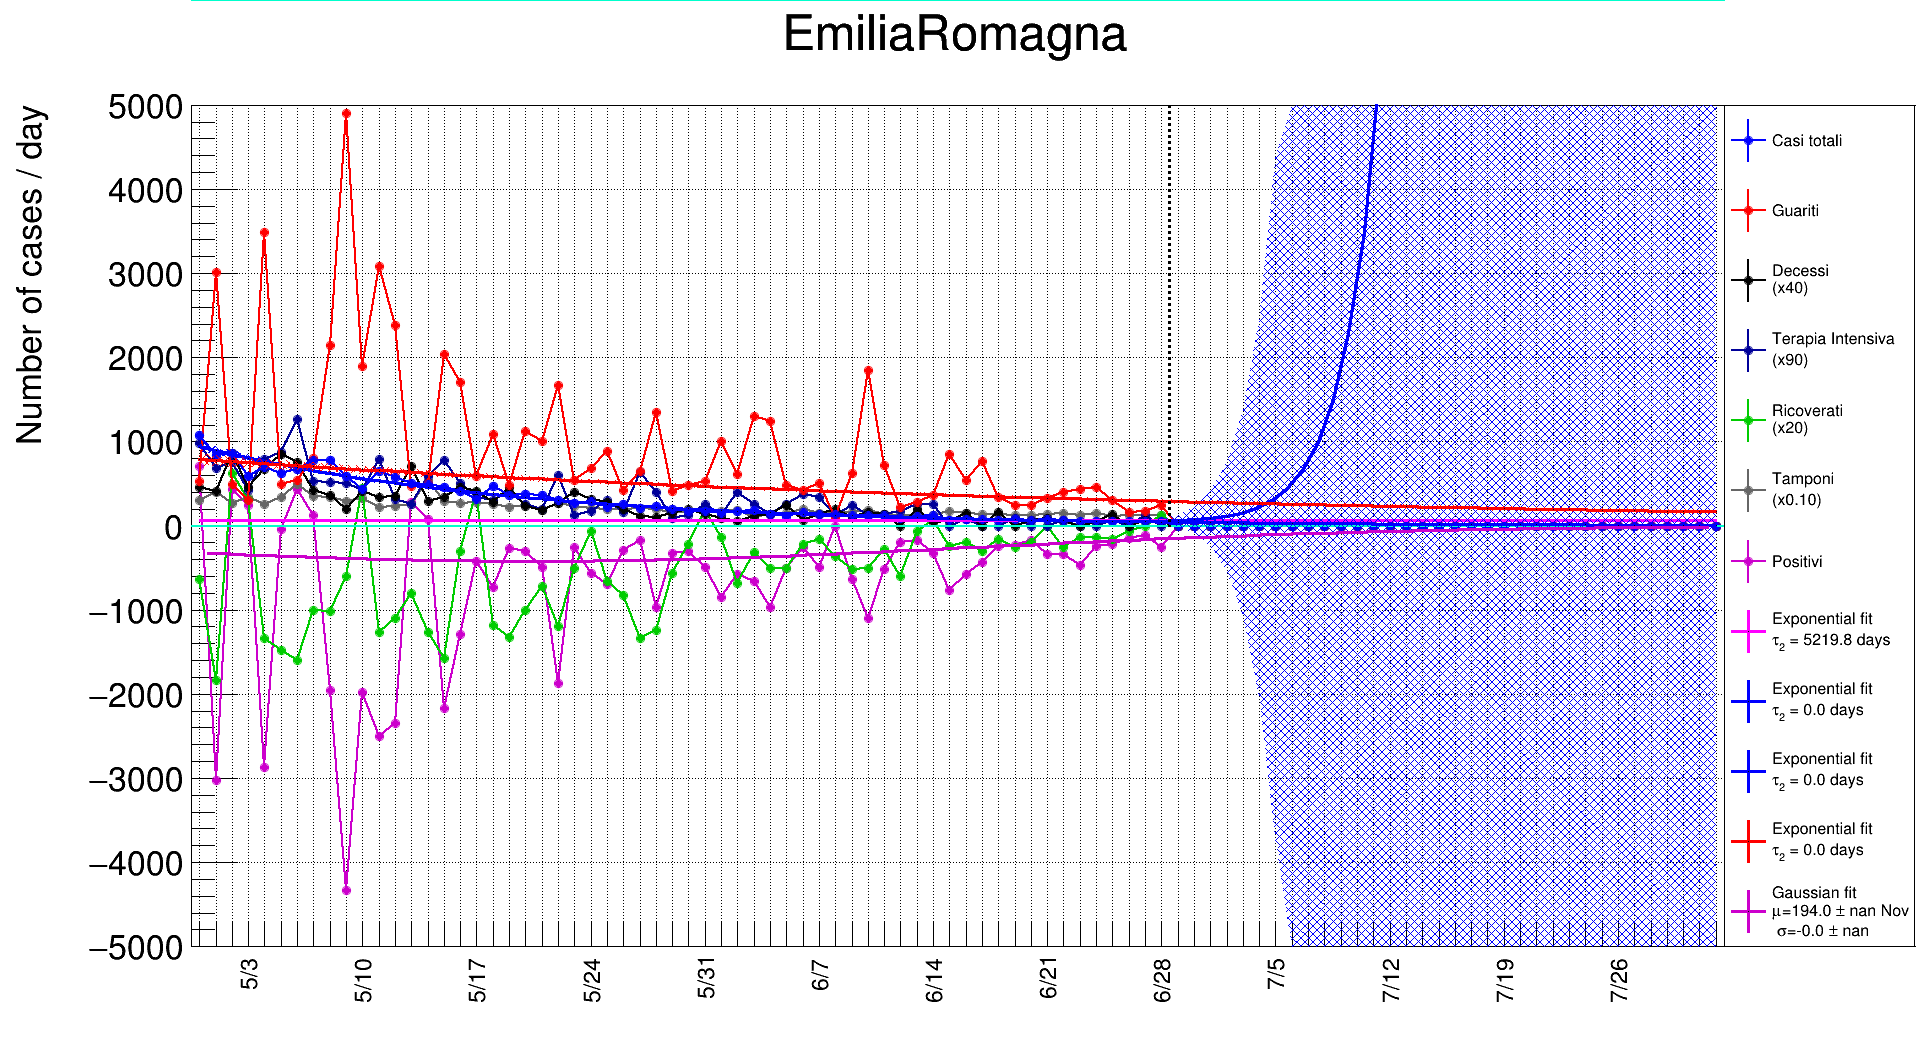 EmiliaRomagna
Number of cases / day
5000
4000
3000
2000
1000
0
−1000
−2000
−3000
−4000
−5000
5/3
5/10
5/17
5/24
5/31
6/7
6/14
6/21
6/28
7/5
7/12
7/19
7/26
Casi totali
Guariti
Decessi
(x40)
Terapia Intensiva
(x90)
Ricoverati
(x20)
Tamponi
(x0.10)
Positivi
Exponential fit
τ2 = 5219.8 days
Exponential fit
τ2 = 0.0 days
Exponential fit
τ2 = 0.0 days
Exponential fit
τ2 = 0.0 days
Gaussian fit
μ=194.0 ± nan Nov
σ=-0.0 ± nan